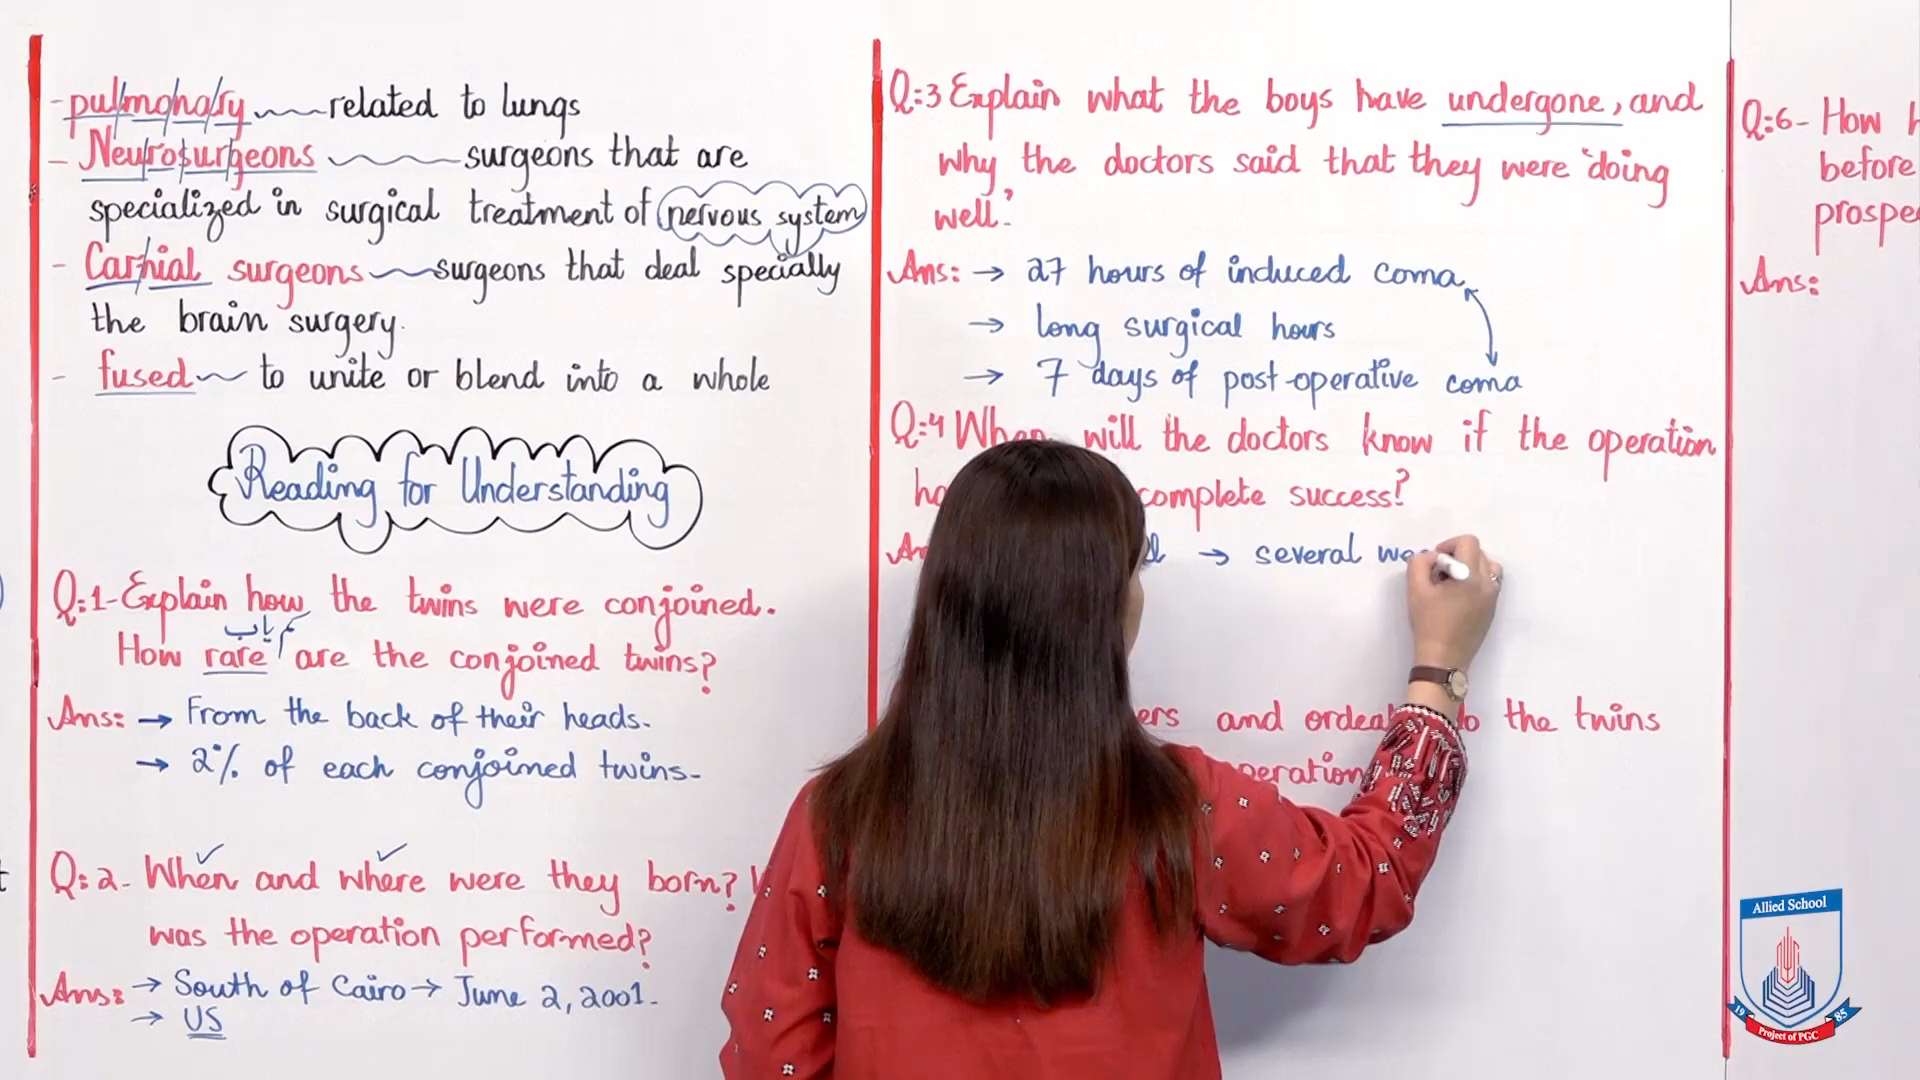 - pulmonary related to lungs
- Neurosurgeons surgeons that are
specialized in surgical treatment of nervous system
- Carnial surgeons surgeons that deal specially
the brain surgery.
- fused to unite or blend into a whole
Reading for Understanding
Q:1- Explain how the twins were conjoined.
کم یاب
How rare are the conjoined twins?
Ans: → From the back of their heads.
→ 2% of each conjoined twins-
Q:2- When and where were they born?
was the operation performed?
Ans: → South of Cairo → June 2, 2001.
→ US
Q:3 Explain what the boys have undergone, and
why the doctors said that they were 'doing
well.'
Ans: → 27 hours of induced coma
→ long surgical hours
→ 7 days of post-operative coma
Q:4 When will the doctors know if the operation
complete success?
→ several
and to the twins
Q:6- How
before
Ans:
Allied School
19 85
Project of PGC